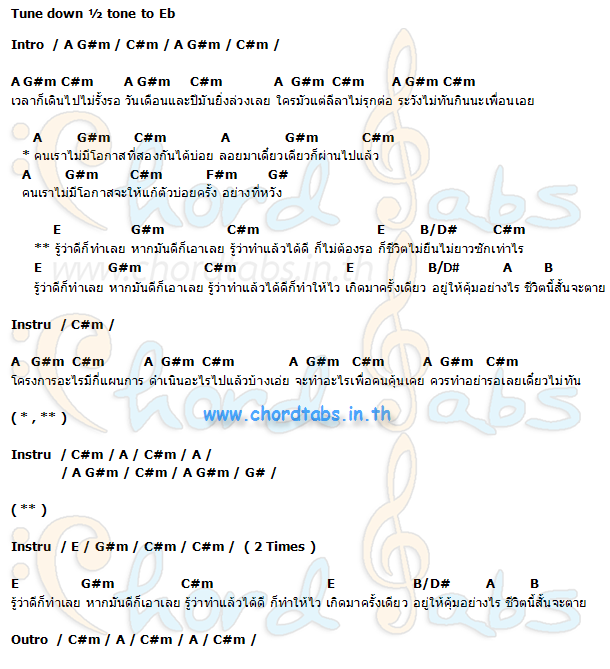 Tune down ½ tone to Eb
Intro / A G#m / C#m / A G#m / C#m /
A G#m C#m A G#m C#m A G#m C#m A G#m C#m
เวลาก็เดินไปไม่รั้งรอ วันเดือนและปีมันยิ่งล่วงเลย ใครมัวแต่ลีลาไม่รุกต่อ ระวังไม่ทันกินนะเพื่อนเอย
A G#m C#m A G#m C#m
* คนเราไม่มีโอกาสที่สองกันได้บ่อย ลอยมาเดี๋ยวเดียวก็ผ่านไปแล้ว
A G#m C#m F#m G#
คนเราไม่มีโอกาสจะให้แก้ตัวบ่อยครั้ง อย่างที่หวัง
E G#m C#m E B/D# C#m
** รู้ว่าดีก็ทำเลย หากมันดีก็เอาเลย รู้ว่าทำแล้วได้ดี ก็ไม่ต้องรอ ก็ชีวิตไม่ยืนไม่ยาวซักเท่าไร
E G#m C#m E B/D# A B
รู้ว่าดีก็ทำเลย หากมันดีก็เอาเลย รู้ว่าทำแล้วได้ดีก็ทำให้ไว เกิดมาครั้งเดียว อยู่ให้คุ้มอย่างไร ชีวิตนี้สั้นจะตาย
Instru / C#m /
A G#m C#m A G#m C#m A G#m C#m A G#m C#m
โครงการอะไรมีกี่แผนการ ดำเนินอะไรไปแล้วบ้างเอ่ย จะทำอะไรเพื่อคนคุ้นเคย ควรทำอย่ารอเลยเดี๋ยวไม่ทัน
( * , ** )
www.chordtabs.in.th
Instru / C#m / A / C#m / A /
/ A G#m / C#m / A G#m / G# /
( ** )
Instru / E / G#m / C#m / C#m / ( 2 Times )
E G#m C#m E B/D# A B
รู้ว่าดีก็ทำเลย หากมันดีก็เอาเลย รู้ว่าทำแล้วได้ดี ก็ทำให้ไว เกิดมาครั้งเดียว อยู่ให้คุ้มอย่างไร ชีวิตนี้สั้นจะตาย
Outro / C#m / A / C#m / A / C#m /